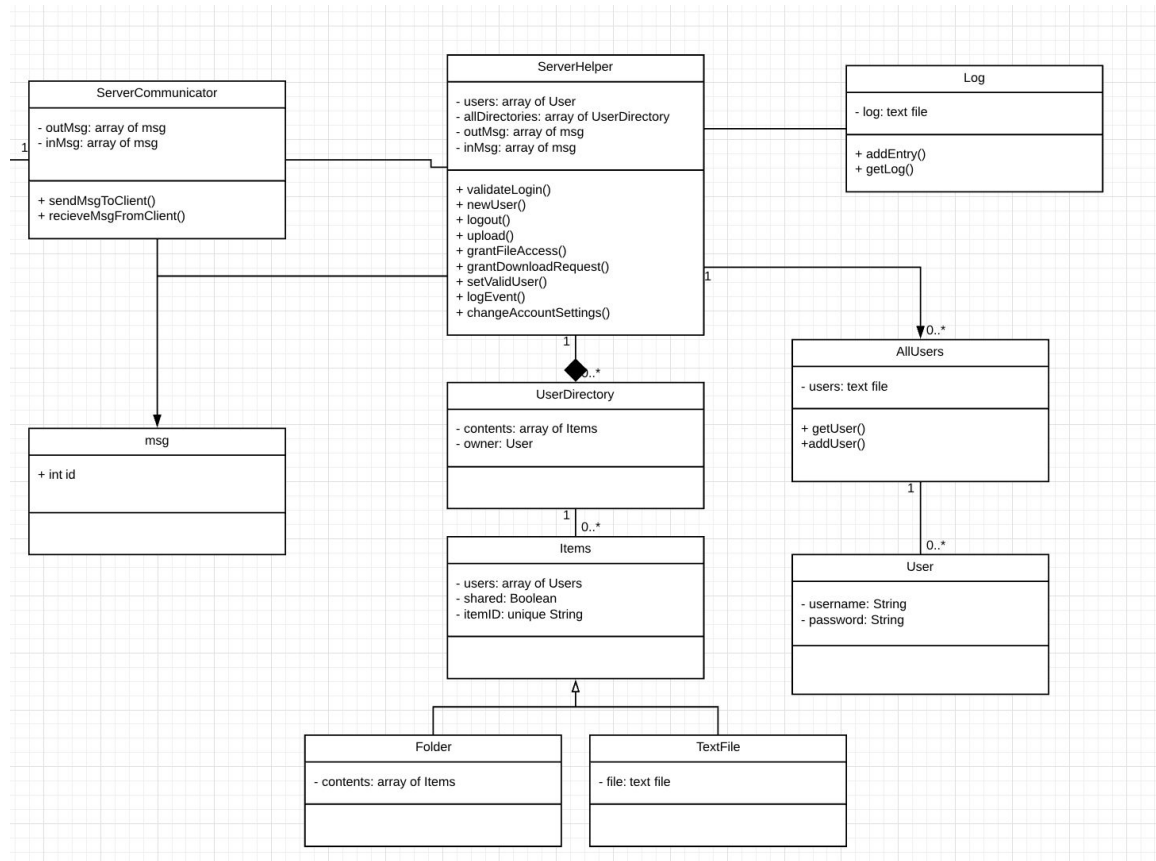 ServerCommunicator
- outMsg: array of msg
- inMsg: array of msg
+ sendMsgToClient()
+ recieveMsgFromClient()
1
ServerHelper
- users: array of User
- allDirectories: array of UserDirectory
- outMsg: array of msg
- inMsg: array of msg
+ validateLogin()
+ newUser()
+ logout()
+ upload()
+ grantFileAccess()
+ grantDownloadRequest()
+ setValidUser()
+ logEvent()
+ changeAccountSettings()
Log
- log: text file
+ addEntry()
+ getLog()
1
0..*
AllUsers
- users: text file
+ getUser()
+addUser()
1
0..*
User
- username: String
- password: String
1
0..*
UserDirectory
- contents: array of Items
- owner: User
1
0..*
Items
- users: array of Users
- shared: Boolean
- itemID: unique String
msg
+ int id
Folder
- contents: array of Items
TextFile
- file: text file